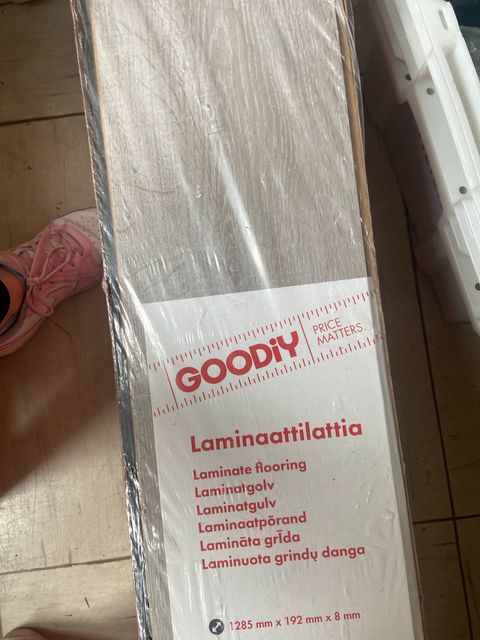 GOODiY
PRICE
MATTERS...
Laminaattilattia
Laminate flooring
Laminatgolv
Laminatgulv
Laminaatpõrand
Lamināta grīda
Laminuota grindų danga
1285 mm x 192 mm x 8 mm